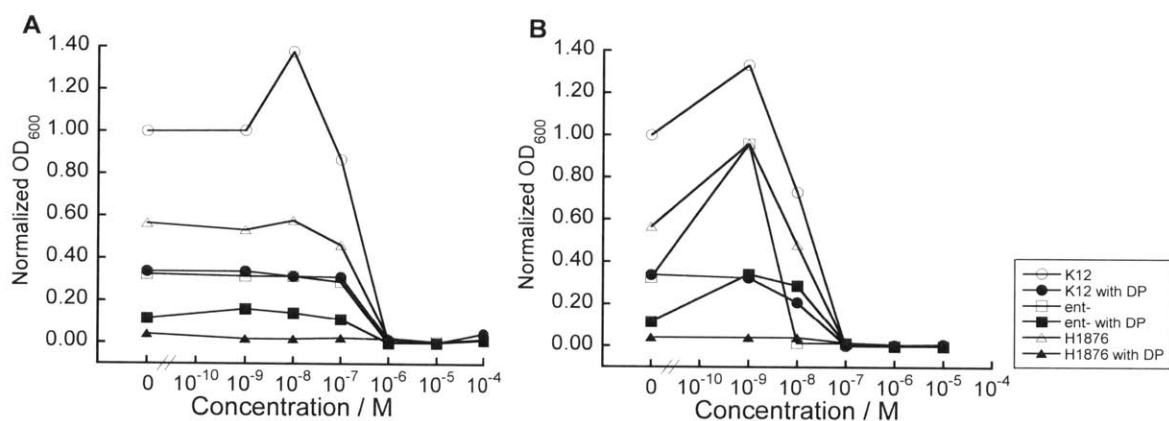 A
Normalized OD600
1.40
1.00
0.60
0.40
0.20
0.00
0
10-10
10-9
10-8
10-7
10-6
10-5
10-4
Concentration / M
B
Normalized OD600
1.40
1.20
1.00
0.80
0.60
0.40
0.20
0.00
0
10-10
10-9
10-8
10-7
10-6
10-5
10-4
Concentration / M
K12
K12 with DP
ent-
ent- with DP
H1876
H1876 with DP